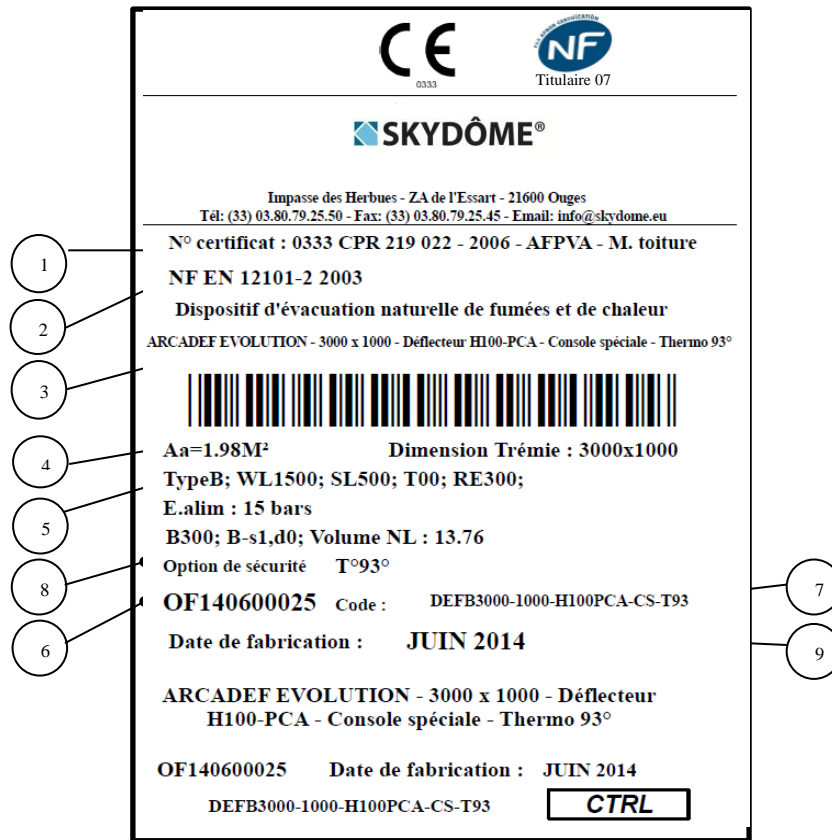 CE
0333
PAR AFNOR CERTIFICATION
NF
Titulaire 07
SKYDÔME®
Impasse des Herbues - ZA de l'Essart - 21600 Ouges
Tél: (33) 03.80.79.25.50 - Fax: (33) 03.80.79.25.45 - Email: info@skydome.eu
1
N° certificat : 0333 CPR 219 022 - 2006 - AFPVA - M. toiture
2
NF EN 12101-2 2003
Dispositif d'évacuation naturelle de fumées et de chaleur
3
ARCADEF EVOLUTION - 3000 x 1000 - Déflecteur H100-PCA - Console spéciale - Thermo 93°
4
Aa=1.98M² Dimension Trémie : 3000x1000
5
TypeB; WL1500; SL500; T00; RE300;
E.alim : 15 bars
B300; B-s1,d0; Volume NL : 13.76
8
Option de sécurité T°93°
7
6
OF140600025 Code : DEFB3000-1000-H100PCA-CS-T93
9
Date de fabrication : JUIN 2014
ARCADEF EVOLUTION - 3000 x 1000 - Déflecteur
H100-PCA - Console spéciale - Thermo 93°
OF140600025 Date de fabrication : JUIN 2014
DEFB3000-1000-H100PCA-CS-T93 CTRL